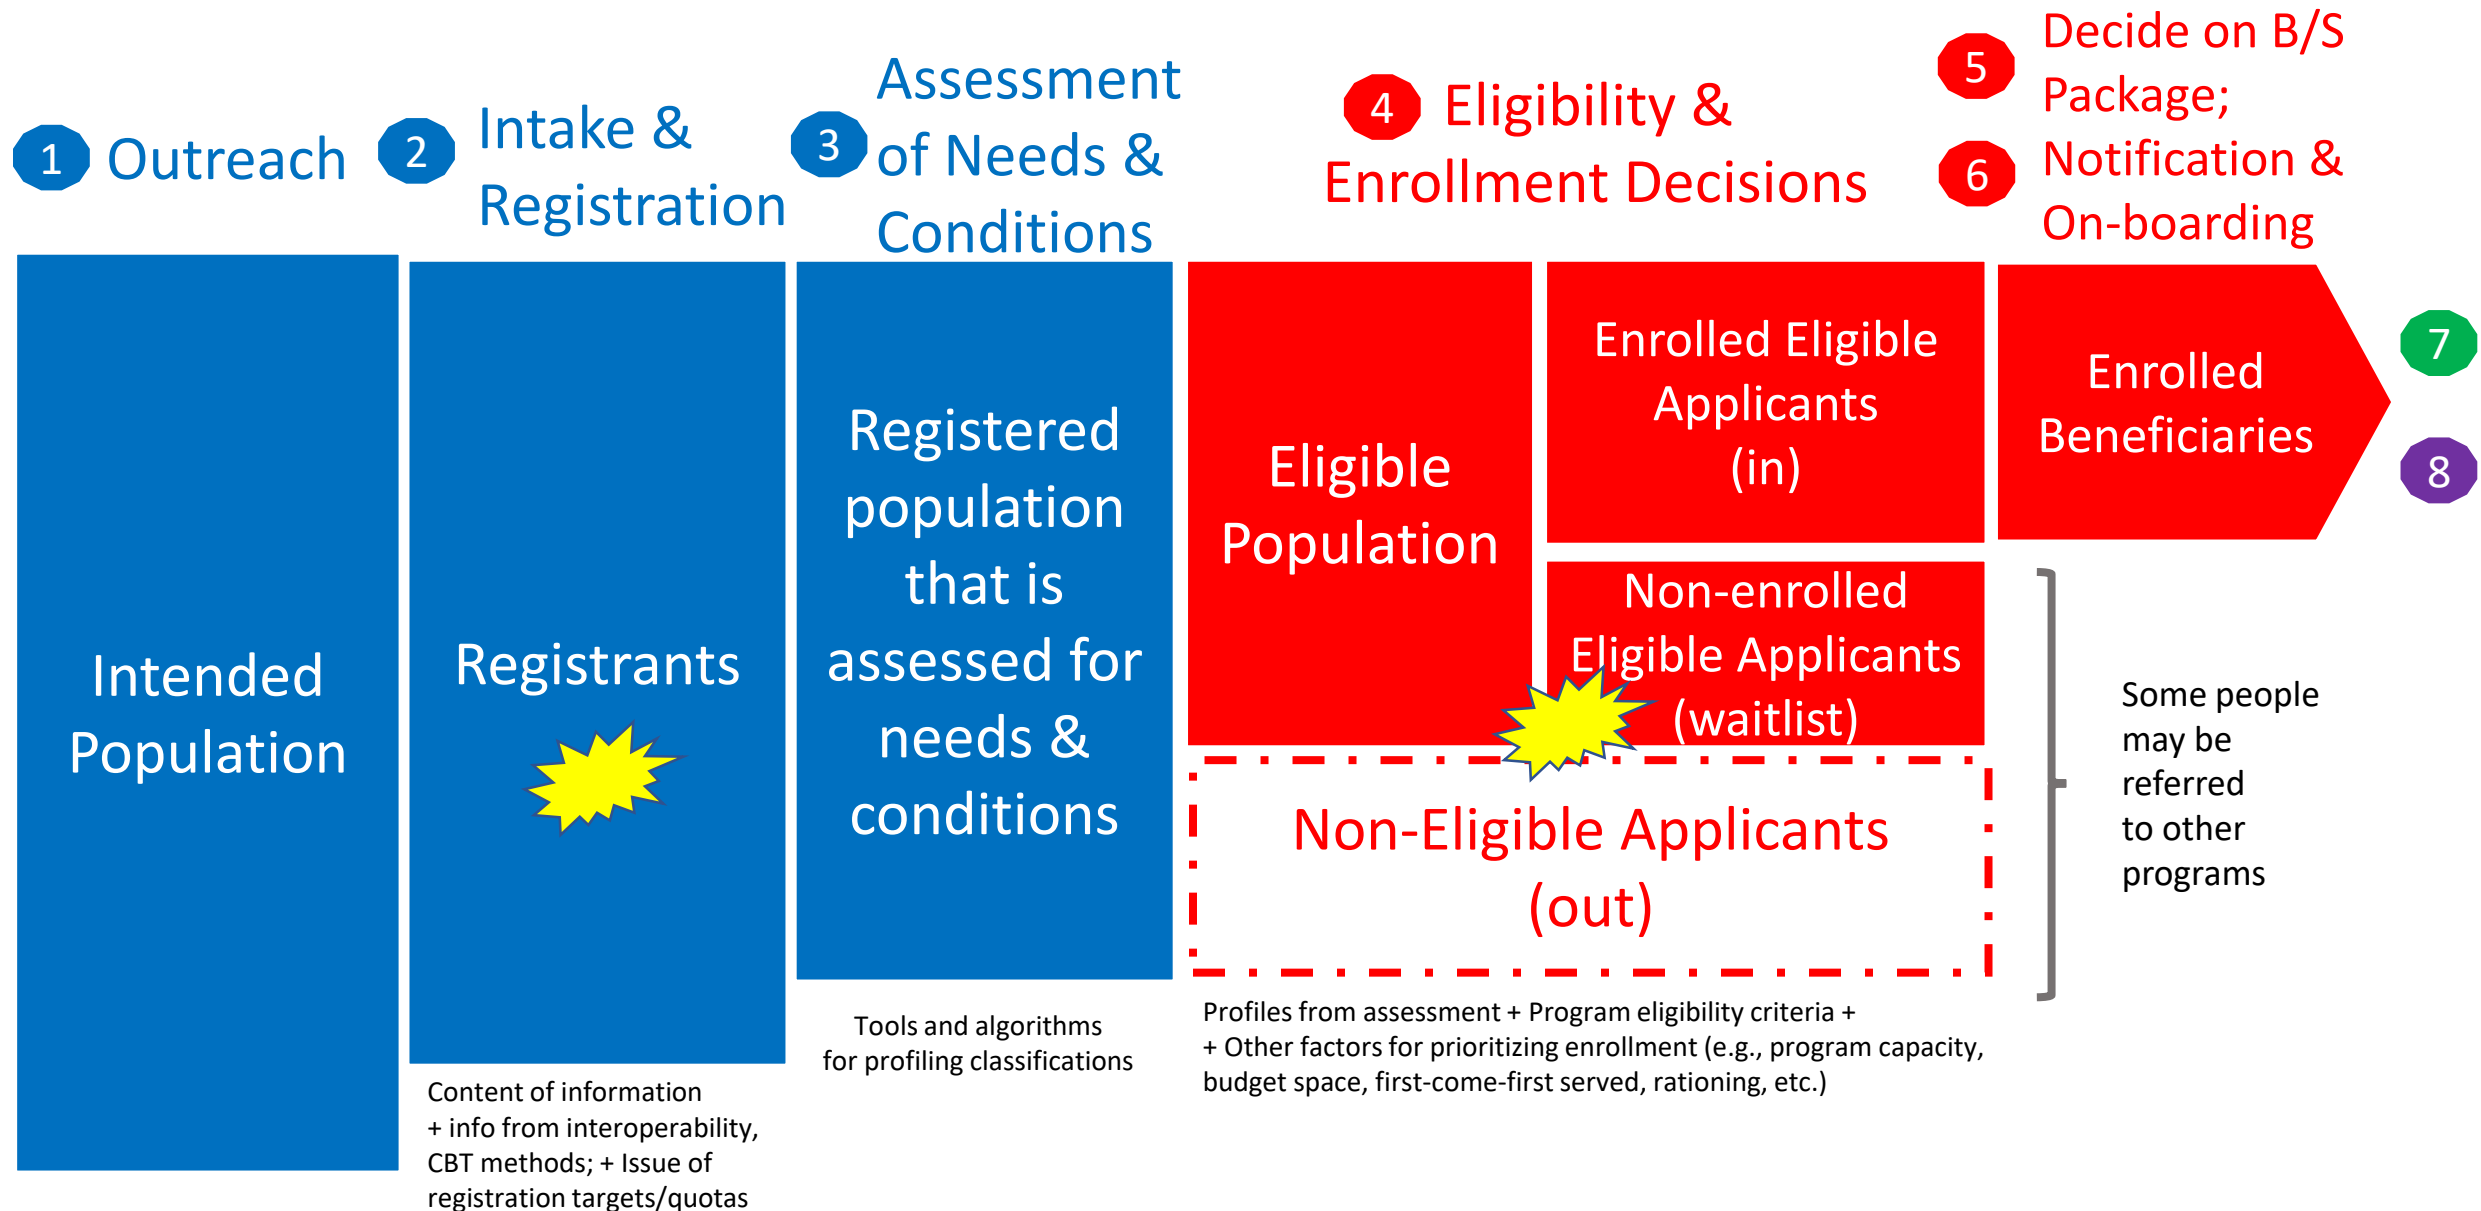 1
Outreach
2
Intake &
Registration
3
Assessment
of Needs &
Conditions
4
Eligibility &
Enrollment Decisions
5
Decide on B/S
Package;
6
Notification &
On-boarding
Intended
Population
Registrants
Content of information
+ info from interoperability,
CBT methods; + Issue of
registration targets/quotas
Registered
population
that is
assessed for
needs &
conditions
Tools and algorithms
for profiling classifications
Eligible
Population
Enrolled Eligible
Applicants
(in)
Non-enrolled
Eligible Applicants
(waitlist)
Non-Eligible Applicants
(out)
Profiles from assessment + Program eligibility criteria +
+ Other factors for prioritizing enrollment (e.g., program capacity,
budget space, first-come-first served, rationing, etc.)
Enrolled
Beneficiaries
7
8
Some people
may be
referred
to other
programs